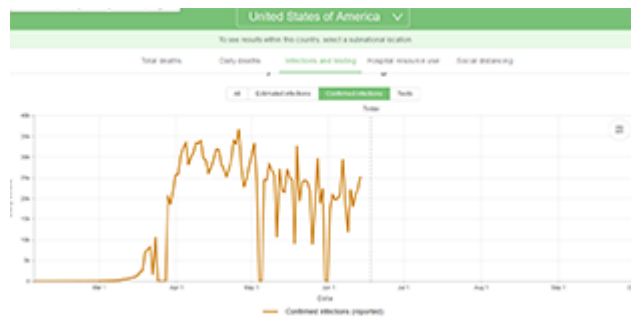 United States of America
To see results within this country, select a subnational location
Total deaths Daily deaths Infections and testing Hospital resource use Social distancing
All Estimated infections Confirmed infections Tests
Today
40k
35k
30k
25k
20k
15k
10k
5k
0
Mar 1 Apr 1 May 1 Jun 1 Jul 1 Aug 1 Sep 1
Date
Confirmed infections (reported)